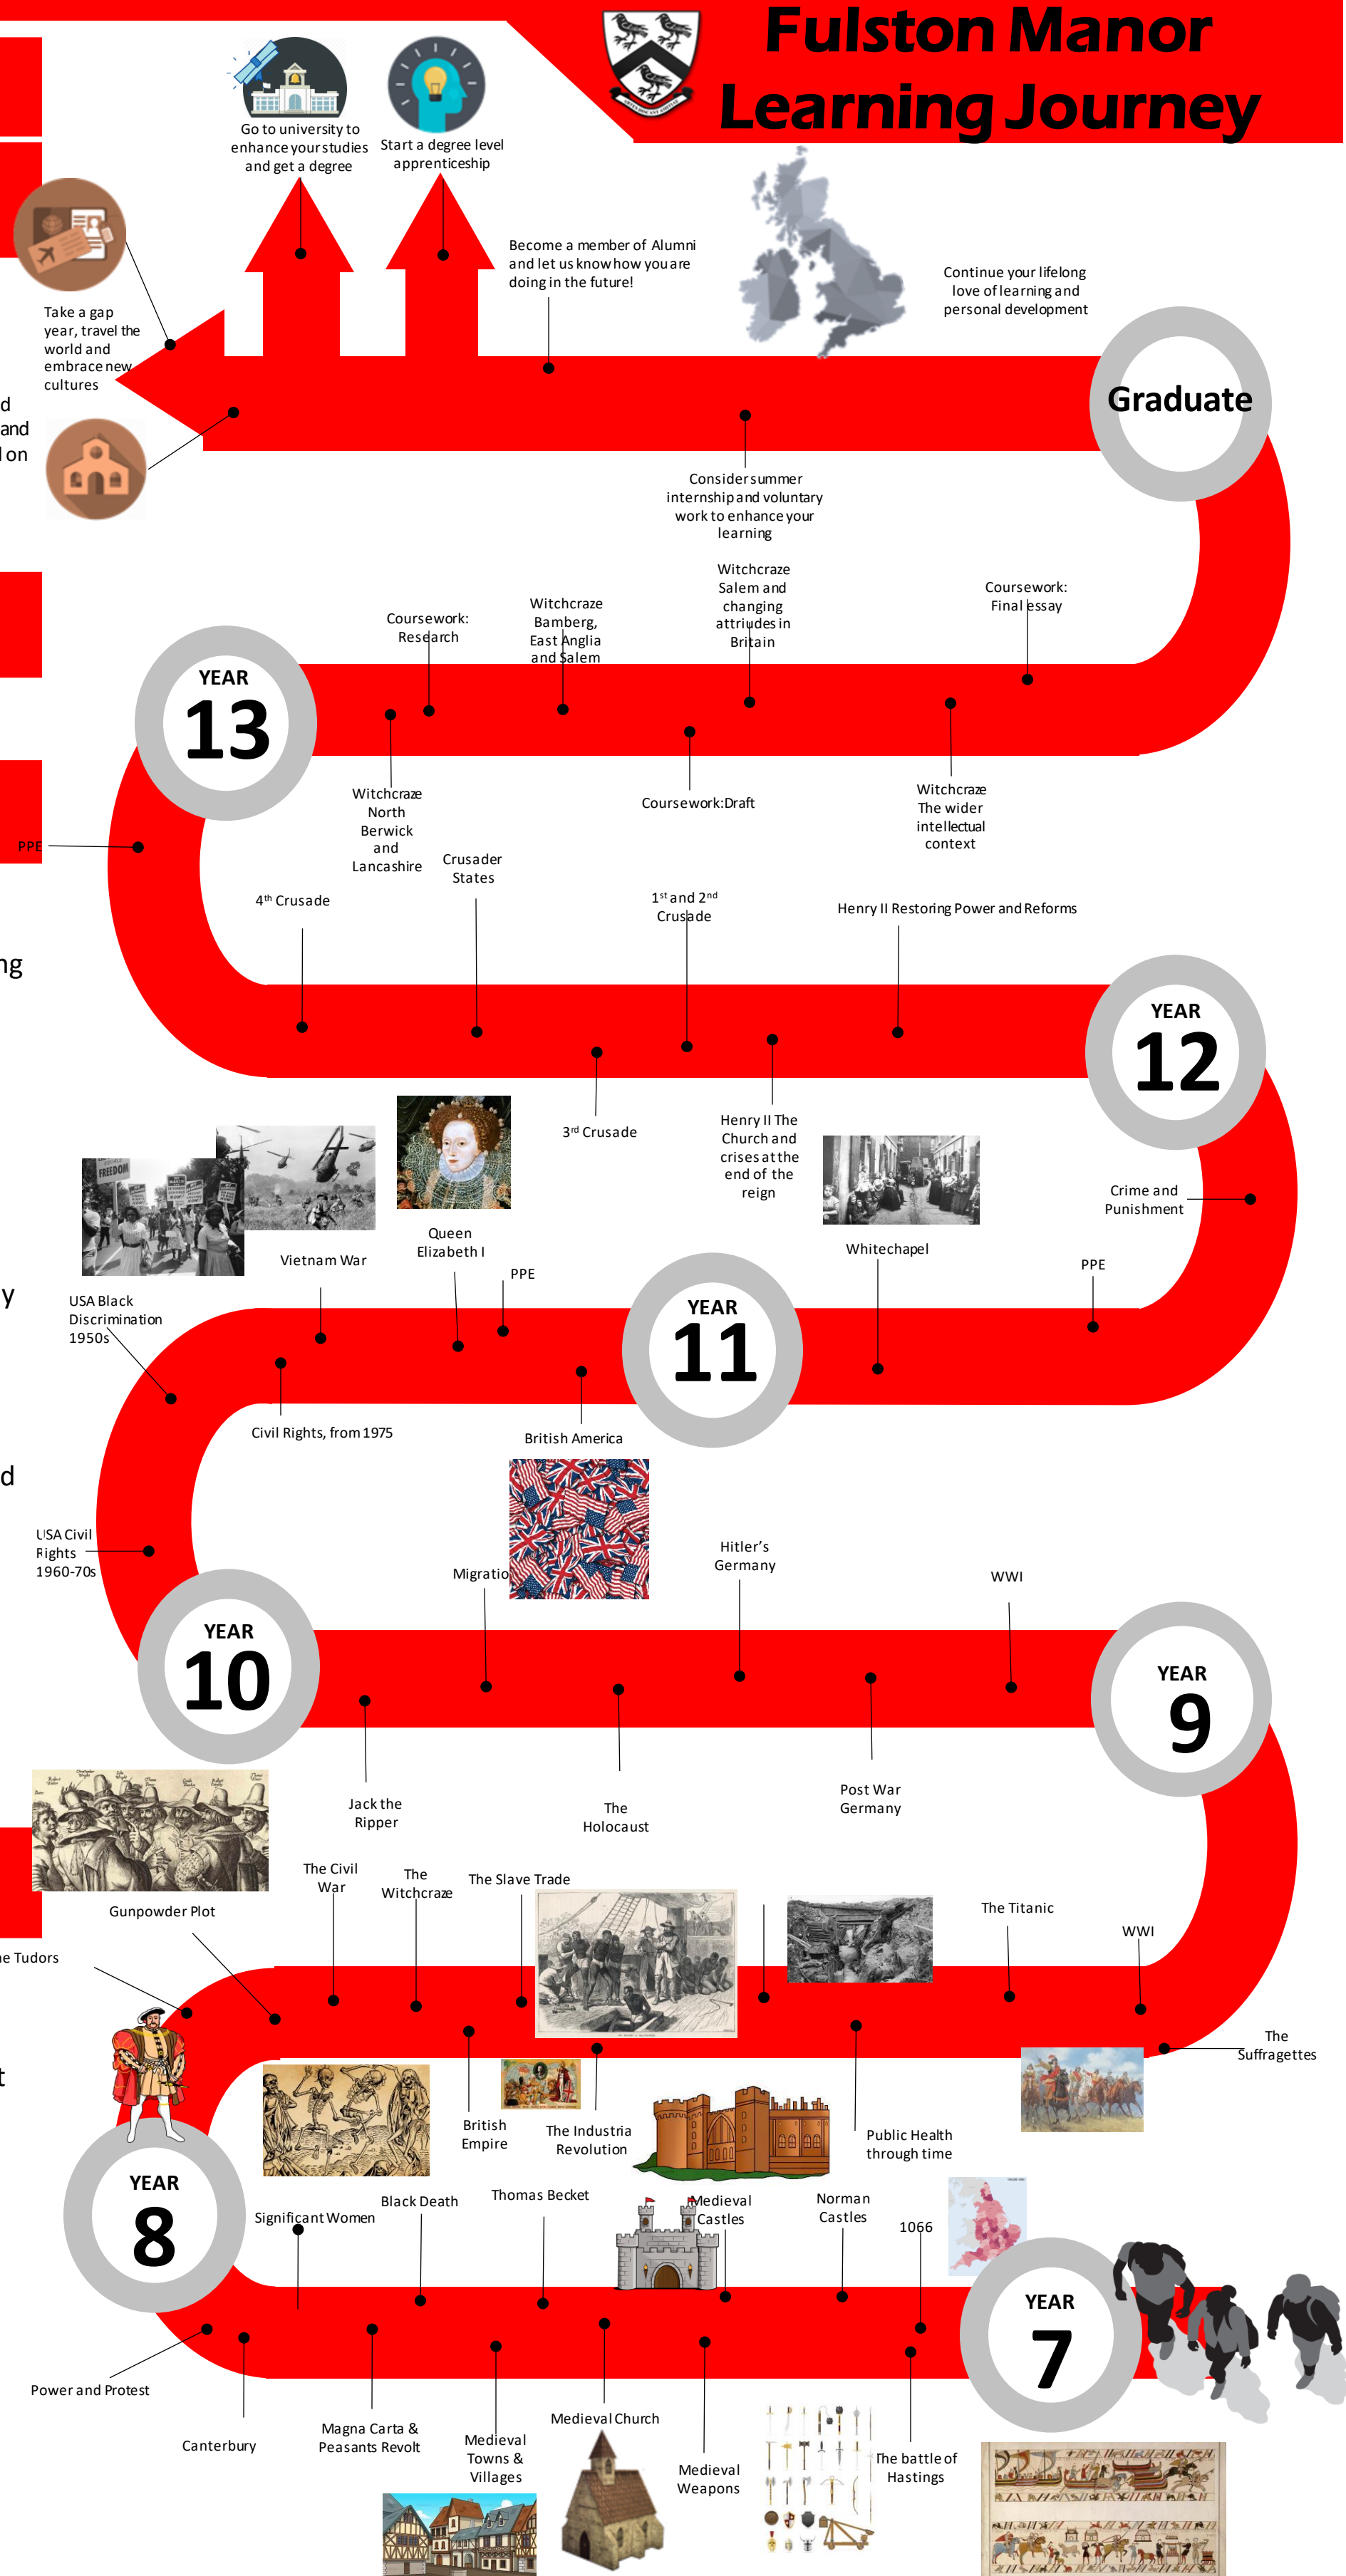 Fulston Manor
Learning Journey
Go to university to
enhance your studies
and get a degree
Start a degree level
apprenticeship
Become a member of Alumni
and let us know how you are
doing in the future!
Continue your lifelong
love of learning and
personal development
Take a gap
year, travel the
world and
embrace new
cultures
d
and
on
Graduate
Consider summer
internship and voluntary
work to enhance your
learning
Witchcraze
Salem and
changing
attriudes in
Britain
Coursework:
Final essay
Witchcraze
Bamberg,
East Anglia
and Salem
Coursework:
Research
YEAR
13
Witchcraze
North
Berwick
and
Lancashire
Coursework:Draft
Witchcraze
The wider
intellectual
context
PPE
Crusader
States
4th Crusade
1st and 2nd
Crusade
Henry II Restoring Power and Reforms
ng
YEAR
12
3rd Crusade
Henry II The
Church and
crises at the
end of the
reign
FREEDOM
Crime and
Punishment
Queen
Elizabeth I
Vietnam War
Whitechapel
PPE
PPE
y
USA Black
Discrimination
1950s
YEAR
11
Civil Rights, from 1975
British America
d
USA Civil
Rights
1960-70s
Migratio
Hitler's
Germany
WWI
YEAR
10
YEAR
9
Jack the
Ripper
The
Holocaust
Post War
Germany
The Civil
War
The
Witchcraze
The Slave Trade
Gunpowder Plot
The Titanic
WWI
e Tudors
The
Suffragettes
t
British
Empire
The Industria
Revolution
Public Health
through time
YEAR
8
Significant Women
Black Death
Thomas Becket
Medieval
Castles
Norman
Castles
1066
YEAR
7
Power and Protest
Canterbury
Magna Carta &
Peasants Revolt
Medieval
Towns &
Villages
Medieval Church
Medieval
Weapons
The battle of
Hastings